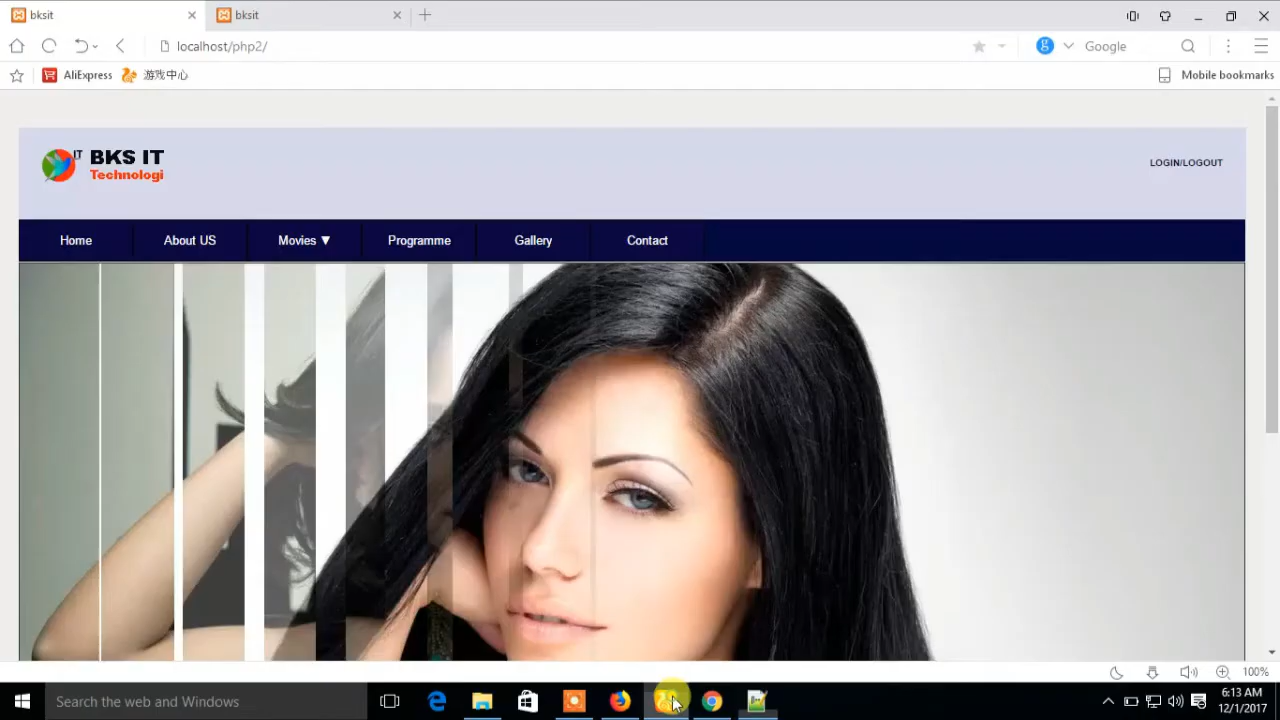 bksit
bksit
localhost/php2/
Google
AliExpress
游戏中心
Mobile bookmarks
IT BKS IT
Technologi
LOGIN/LOGOUT
Home
About US
Movies ▼
Programme
Gallery
Contact
100%
Search the web and Windows
6:13 AM
12/1/2017